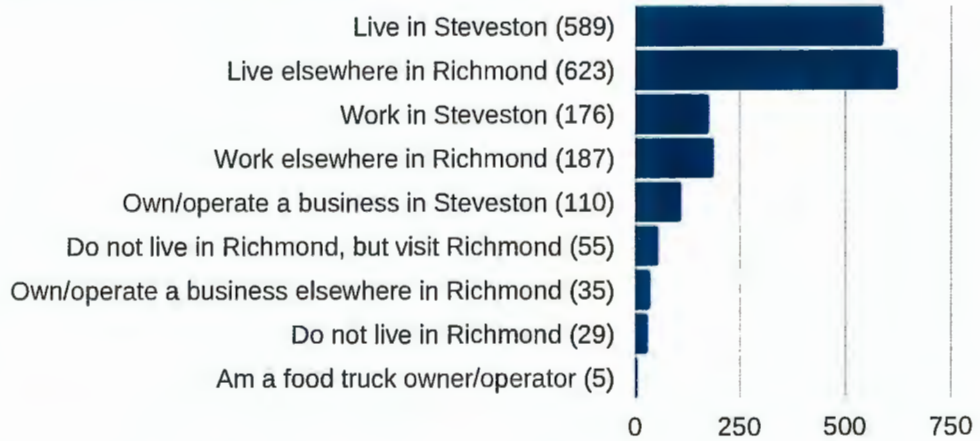 Live in Steveston (589)
Live elsewhere in Richmond (623)
Work in Steveston (176)
Work elsewhere in Richmond (187)
Own/operate a business in Steveston (110)
Do not live in Richmond, but visit Richmond (55)
Own/operate a business elsewhere in Richmond (35)
Do not live in Richmond (29)
Am a food truck owner/operator (5)
0 250 500 750